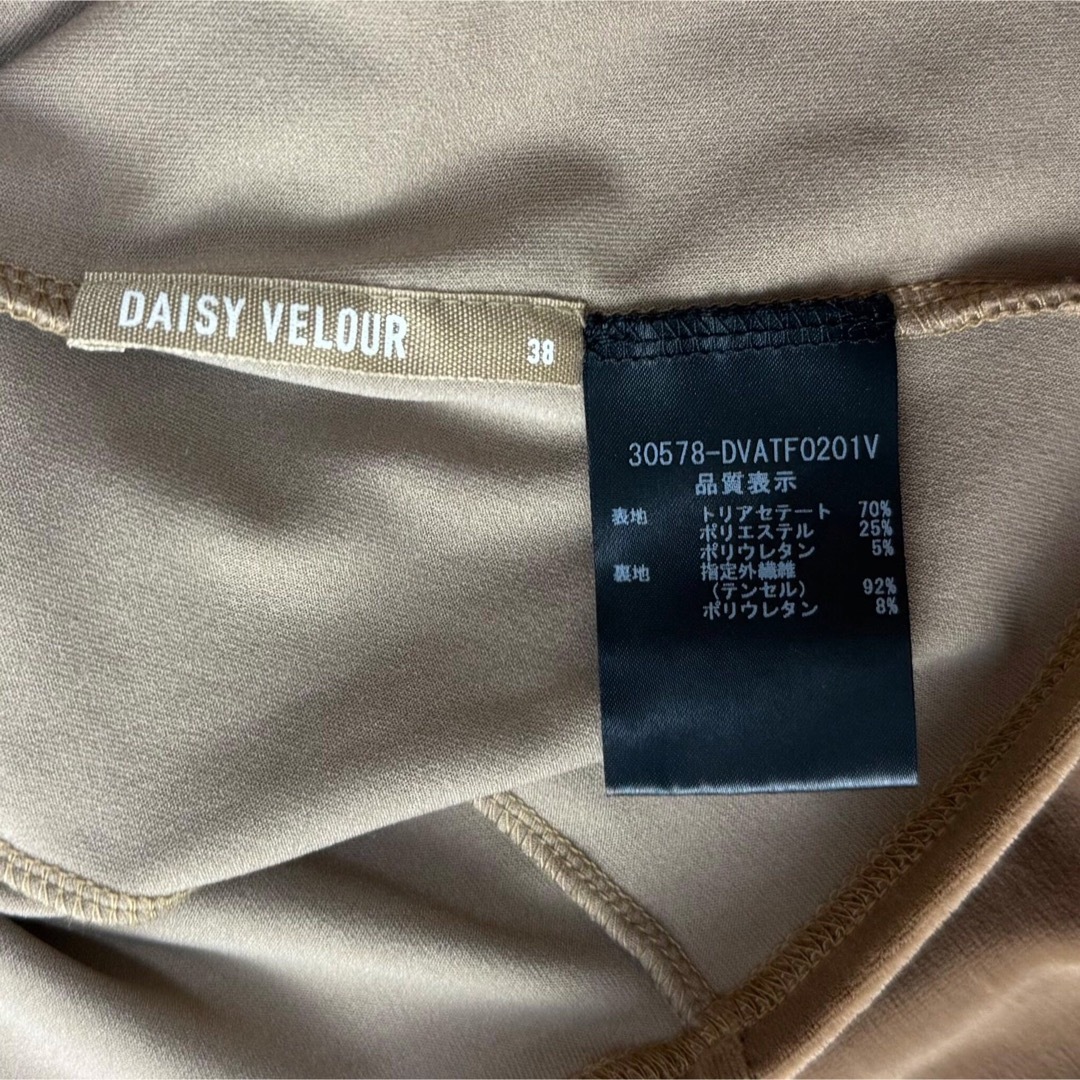 DAISY VELOUR 38
30578-DVATF0201V
品質表示
表地 トリアセテート 70%
ポリエステル 25%
ポリウレタン 5%
裏地 指定外繊維
(テンセル) 92%
ポリウレタン 8%